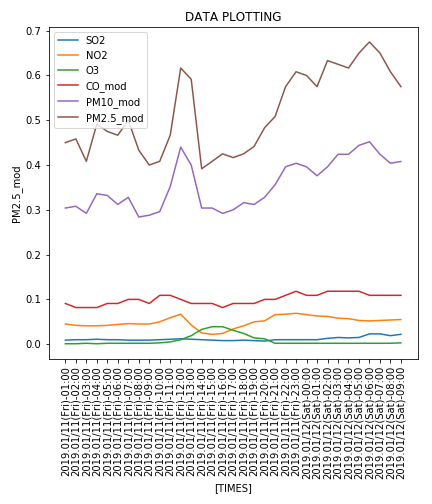 DATA PLOTTING
SO2
NO2
O3
CO_mod
PM10_mod
PM2.5_mod
PM2.5_mod
0.7
0.6
0.5
0.4
0.3
0.2
0.1
0.0
2019.01/11(Fri)-01:00
2019.01/11(Fri)-02:00
2019.01/11(Fri)-03:00
2019.01/11(Fri)-04:00
2019.01/11(Fri)-05:00
2019.01/11(Fri)-06:00
2019.01/11(Fri)-07:00
2019.01/11(Fri)-08:00
2019.01/11(Fri)-09:00
2019.01/11(Fri)-10:00
2019.01/11(Fri)-11:00
2019.01/11(Fri)-12:00
2019.01/11(Fri)-13:00
2019.01/11(Fri)-14:00
2019.01/11(Fri)-15:00
2019.01/11(Fri)-16:00
2019.01/11(Fri)-17:00
2019.01/11(Fri)-18:00
2019.01/11(Fri)-19:00
2019.01/11(Fri)-20:00
2019.01/11(Fri)-21:00
2019.01/11(Fri)-22:00
2019.01/11(Fri)-23:00
2019.01/12(Sat)-00:00
2019.01/12(Sat)-01:00
2019.01/12(Sat)-02:00
2019.01/12(Sat)-03:00
2019.01/12(Sat)-04:00
2019.01/12(Sat)-05:00
2019.01/12(Sat)-06:00
2019.01/12(Sat)-07:00
2019.01/12(Sat)-08:00
2019.01/12(Sat)-09:00
[TIMES]